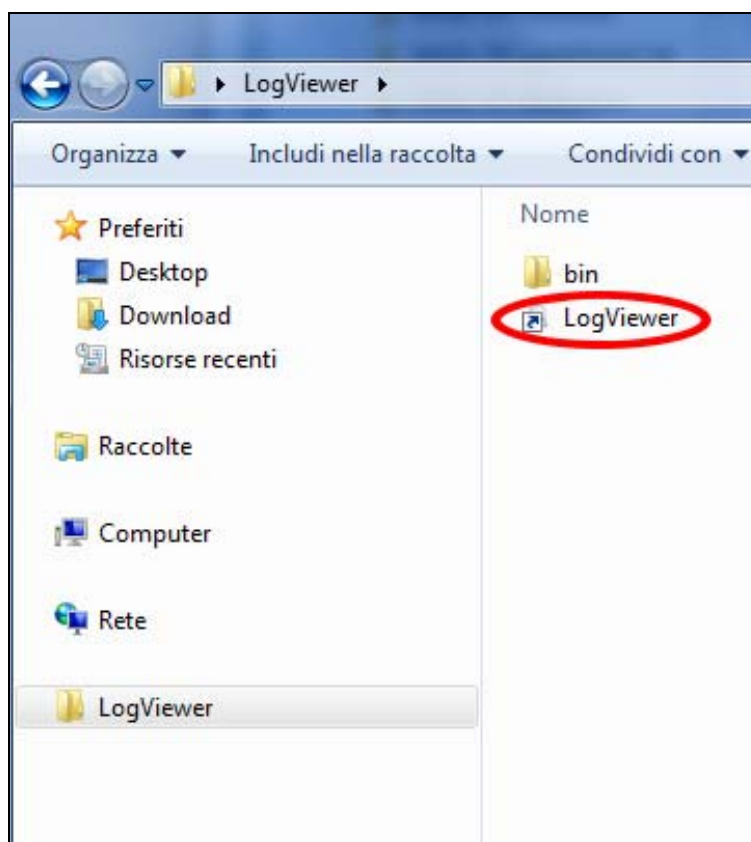 LogViewer
Organizza Includi nella raccolta Condividi con
Preferiti
Desktop
Download
Risorse recenti
Raccolte
Computer
Rete
LogViewer
Nome
bin
LogViewer